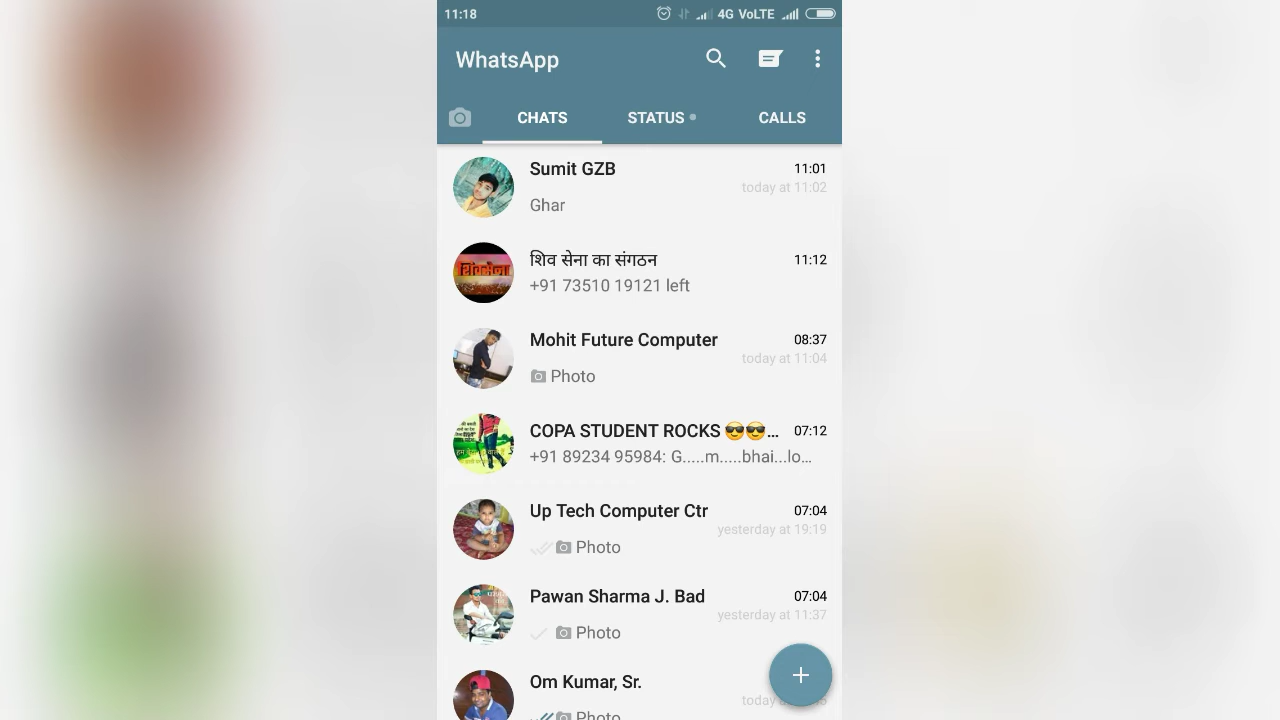 11:18
4G VoLTE
WhatsApp
CHATS
STATUS
CALLS
Sumit GZB
11:01
today at 11:02
Ghar
शिवसेना
शिव सेना का संगठन
11:12
+91 73510 19121 left
Mohit Future Computer
08:37
today at 11:04
Photo
COPA STUDENT ROCKS 😎😎...
07:12
+91 89234 95984: G.....m.....bhai...lo...
Up Tech Computer Ctr
07:04
yesterday at 19:19
Photo
Pawan Sharma J. Bad
07:04
yesterday at 11:37
Photo
Om Kumar, Sr.
today
Photo